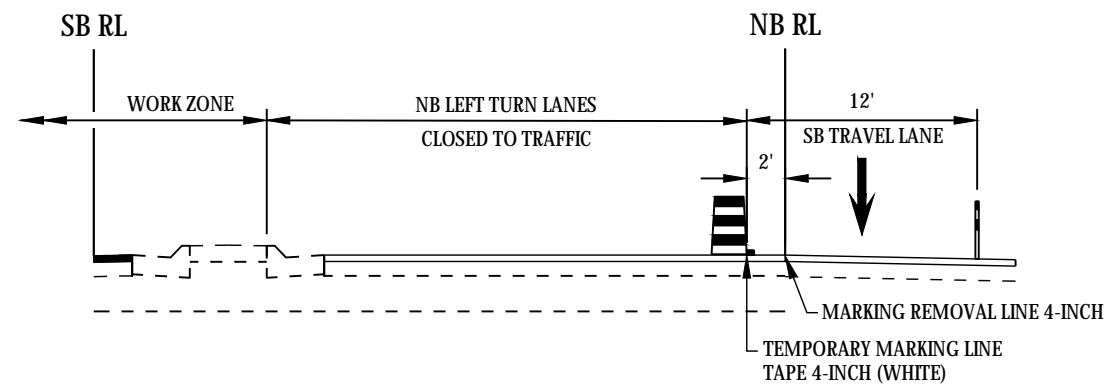 SB RL
NB RL
WORK ZONE
NB LEFT TURN LANES
12'
CLOSED TO TRAFFIC
SB TRAVEL LANE
2'
MARKING REMOVAL LINE 4-INCH
TEMPORARY MARKING LINE
TAPE 4-INCH (WHITE)